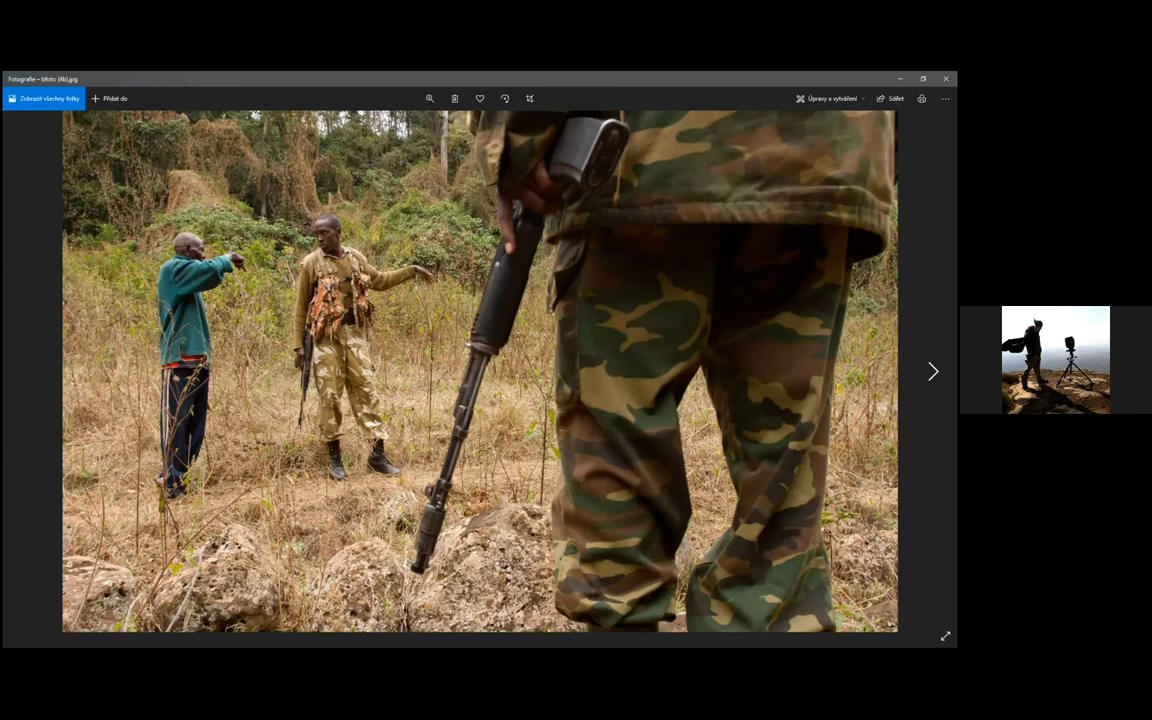 Fotografie – bfoto (4b).jpg
Zobrazit všechny fotky
Přidat do
Úpravy a vytváření
Sdílet